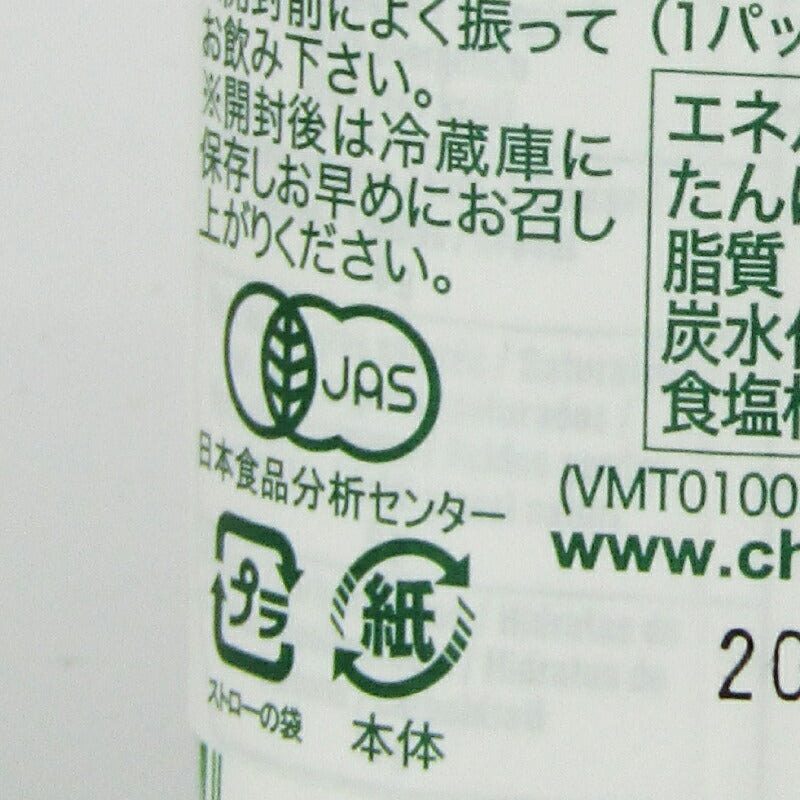 開封前によく振って
お飲み下さい。
※開封後は冷蔵庫に
保存しお早めにお召し
上がりください。
JAS
日本食品分析センター
プラ
ストローの袋
紙
本体
(1パッ
エネル
たんぱ
脂質
炭水化
食塩相
(VMT0100
www.ch
20